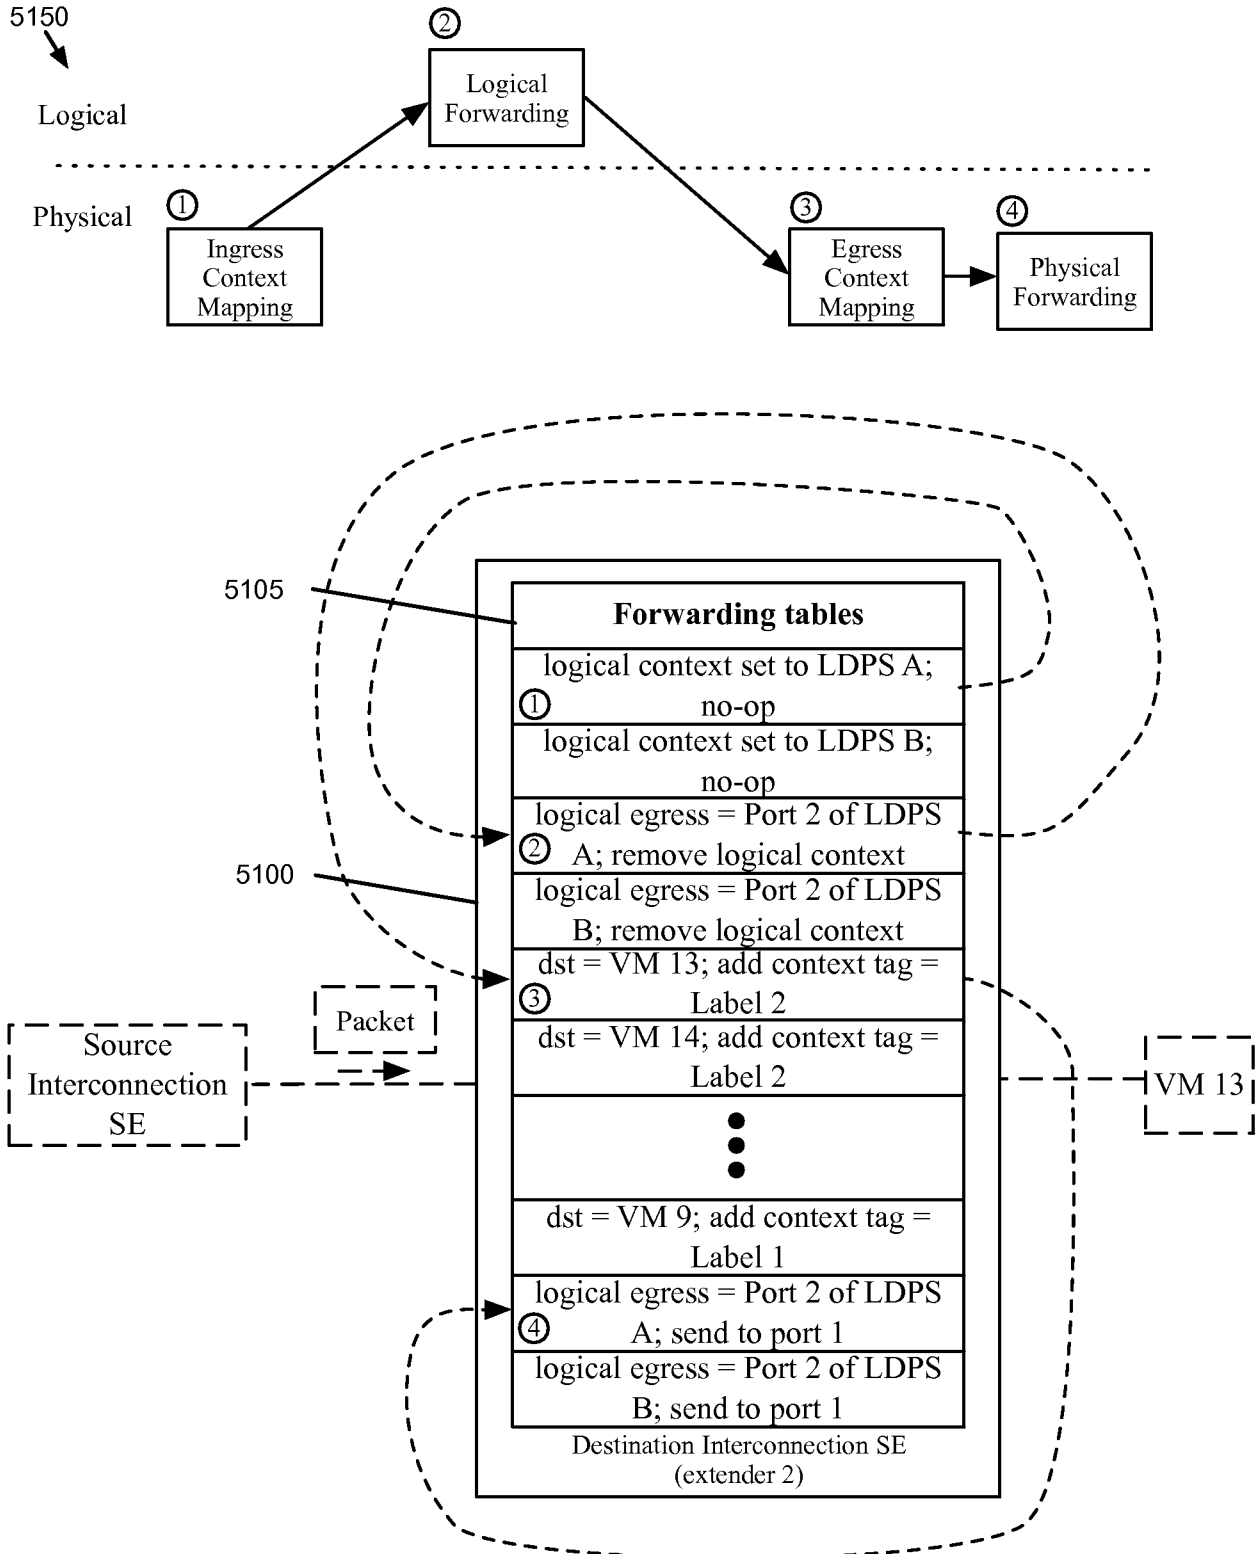 5150
②
Logical
Forwarding
Logical
Physical
①
Ingress
Context
Mapping
③
Egress
Context
Mapping
④
Physical
Forwarding
5105
Forwarding tables
logical context set to LDPS A;
① no-op
logical context set to LDPS B;
no-op
logical egress = Port 2 of LDPS
② A; remove logical context
5100
logical egress = Port 2 of LDPS
B; remove logical context
dst = VM 13; add context tag =
③ Label 2
dst = VM 14; add context tag =
Label 2
Packet
Source
Interconnection
SE
VM 13
dst = VM 9; add context tag =
Label 1
logical egress = Port 2 of LDPS
④ A; send to port 1
logical egress = Port 2 of LDPS
B; send to port 1
Destination Interconnection SE
(extender 2)